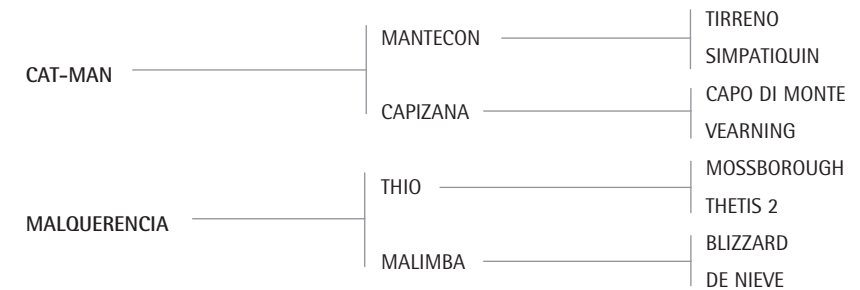 CAT-MAN
MANTECON
TIRRENO
SIMPATIQUIN
CAPIZANA
CAPO DI MONTE
VEARNING
MALQUERENCIA
THIO
MOSSBOROUGH
THETIS 2
MALIMBA
BLIZZARD
DE NIEVE